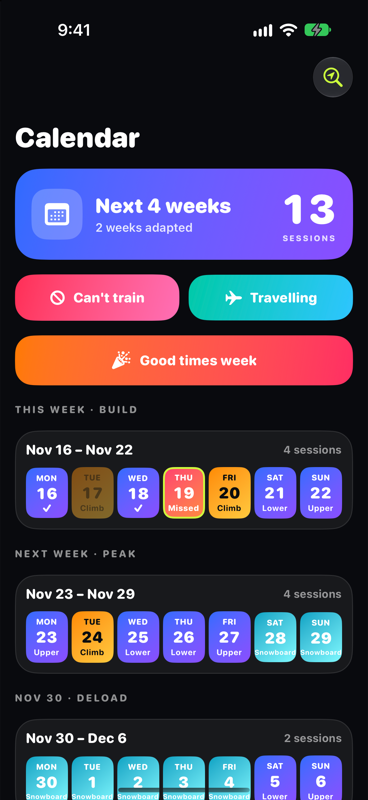 9:41
Calendar
Next 4 weeks
2 weeks adapted
13
SESSIONS
Can't train
Travelling
Good times week
THIS WEEK · BUILD
Nov 16 – Nov 22
4 sessions
MON TUE WED THU FRI SAT SUN
16 17 18 19 20 21 22
✓ Climb ✓ Missed Climb Lower Upper
NEXT WEEK · PEAK
Nov 23 – Nov 29
4 sessions
MON TUE WED THU FRI SAT SUN
23 24 25 26 27 28 29
Upper Climb Lower Lower Upper Snowboard Snowboard
NOV 30 · DELOAD
Nov 30 – Dec 6
2 sessions
MON TUE WED THU FRI SAT SUN
30 1 2 3 4 5 6
Snowboard Snowboard Snowboard Snowboard Snowboard Lower Upper